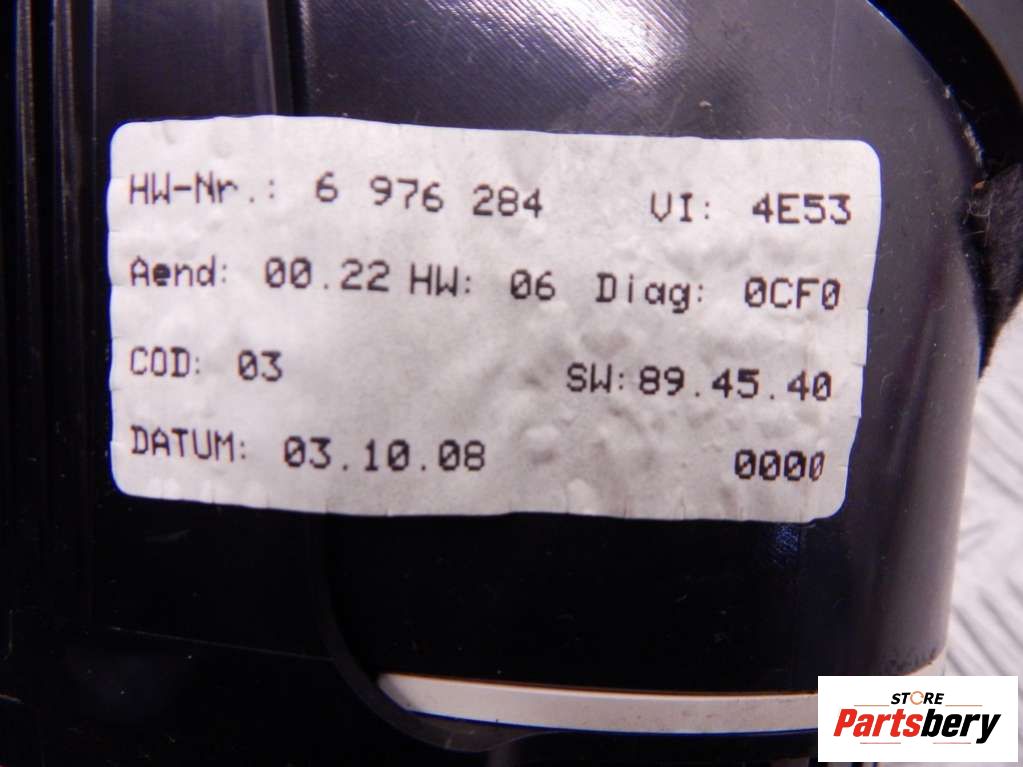 HW-Nr.: 6 976 284 VI: 4E53
Aend: 00.22 HW: 06 Diag: 0CF0
COD: 03 SW: 89.45.40
DATUM: 03.10.08 0000
STORE
Partsbery